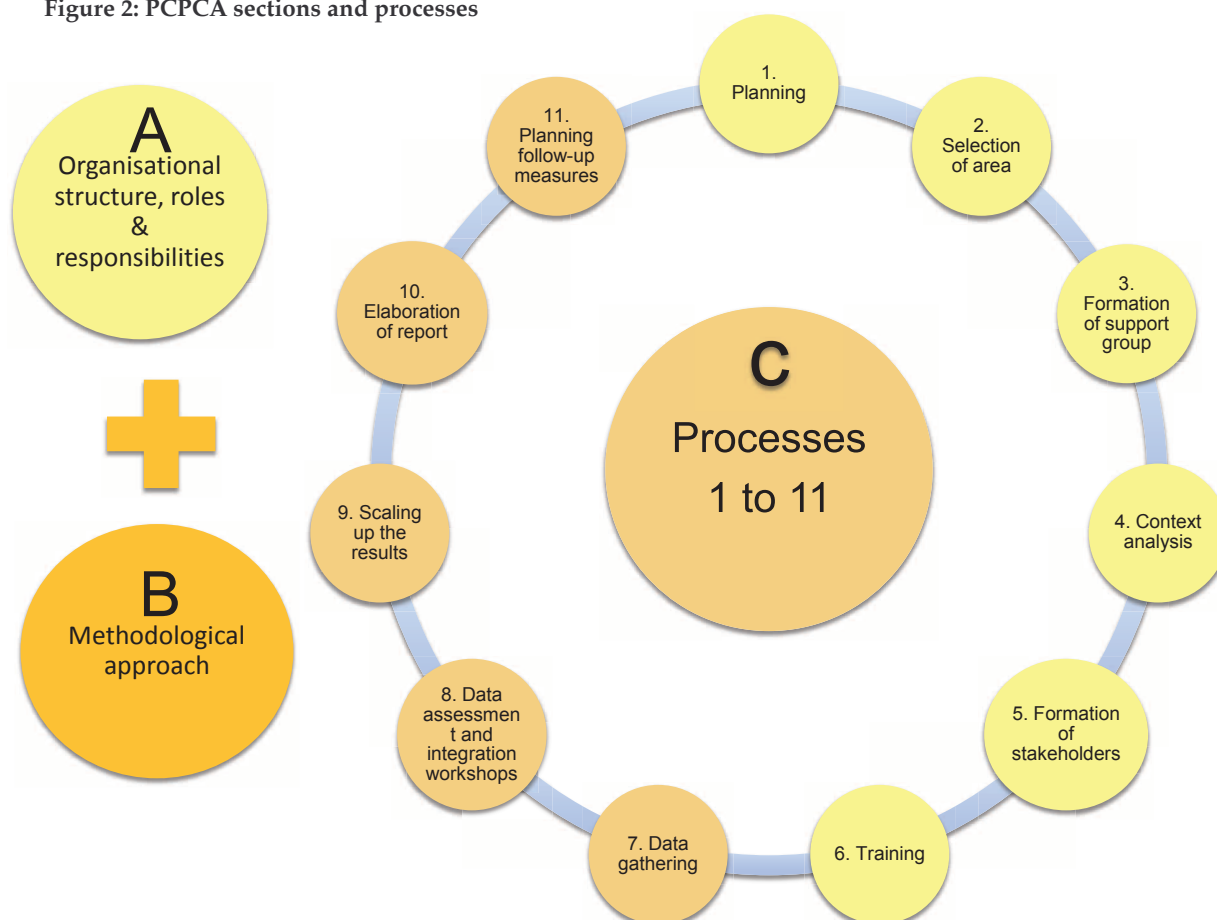 Figure 2: PCPCA sections and processes
A
Organisational
structure, roles
&
responsibilities
B
Methodological
approach
C
Processes
1 to 11
1.
Planning
2.
Selection
of area
3.
Formation
of support
group
4. Context
analysis
5. Formation
of
stakeholders
6. Training
7. Data
gathering
8. Data
assessmen
t and
integration
workshops
9. Scaling
up the
results
10.
Elaboration
of report
11.
Planning
follow-up
measures